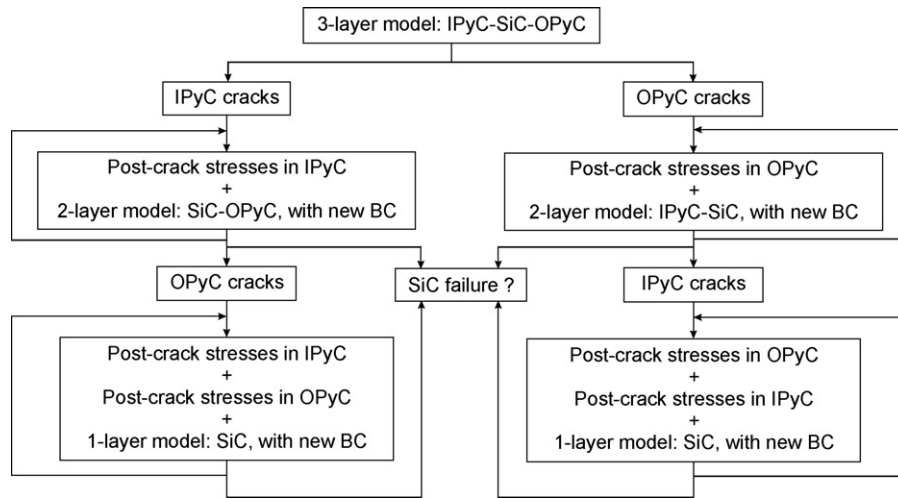 3-layer model: IPyC-SiC-OPyC
IPyC cracks
OPyC cracks
Post-crack stresses in IPyC
+
2-layer model: SiC-OPyC, with new BC
Post-crack stresses in OPyC
+
2-layer model: IPyC-SiC, with new BC
OPyC cracks
SiC failure ?
IPyC cracks
Post-crack stresses in IPyC
+
Post-crack stresses in OPyC
+
1-layer model: SiC, with new BC
Post-crack stresses in OPyC
+
Post-crack stresses in IPyC
+
1-layer model: SiC, with new BC